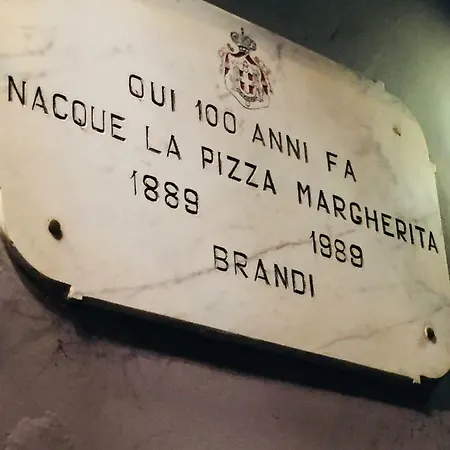 QUI 100 ANNI FA
NACQUE LA PIZZA MARGHERITA
1889 1989
BRANDI